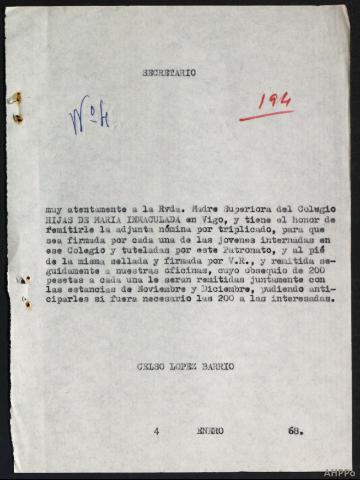 SECRETARIO
Nº 4
194
muy atentamente a la Rvda. Madre Superiora del Colegio
HIJAS DE MARIA INMACULADA en Vigo, y tiene el honor de
remitirle la adjunta nómina por triplicado, para que
sea firmada por cada una de las jovenes internadas en
ese Colegio y tuteladas por este Patronato, y al pié
de la misma sellada y firmada por V.R., y remitida se-
guidamente a nuestras oficinas, cuyo obsequio de 200
pesetas a cada una le seran remitidas juntamente con
las estancias de Noviembre y Diciembre, pudiendo anti-
ciparles si fuera necesario las 200 a las interesadas.
CELSO LOPEZ BARRIO
4 ENERO 68.
AHPPo